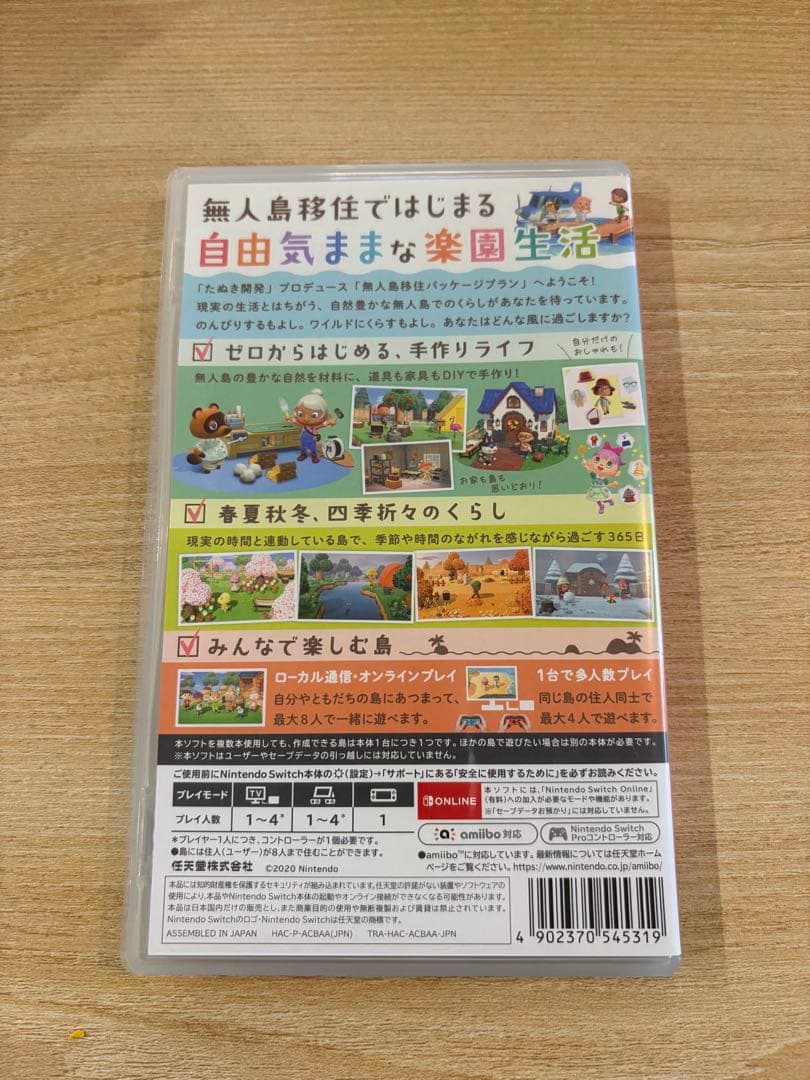 無人島移住ではじまる
自由気ままな楽園生活
「たぬき開発」プロデュース「無人島移住パッケージプラン」へようこそ!
現実の生活とはちがう、自然豊かな無人島でのくらしがあなたを待っています。
のんびりするもよし。ワイルドにくらすもよし。あなたはどんな風に過ごしますか?
ゼロからはじめる、手作りライフ
自分だけの
おしゃれも!
無人島の豊かな自然を材料に、道具も家具もDIYで手作り!
お家も島も
思いどおり!
春夏秋冬、四季折々のくらし
現実の時間と連動している島で、季節や時間のながれを感じながら過ごす365日
みんなで楽しむ島
ローカル通信・オンラインプレイ
自分やともだちの島にあつまって、
最大8人で一緒に遊べます。
1台で多人数プレイ
同じ島の住人同士で
最大4人で遊べます。
本ソフトを複数本使用しても、作成できる島は本体1台につき1つです。ほかの島で遊びたい場合は別の本体が必要です。
※本ソフトはユーザーやセーブデータの引っ越しには対応していません。
ご使用前にNintendo Switch本体の(設定)→「サポート」にある「安全に使用するために」を必ずお読みください。
プレイモード TV
プレイ人数 1~4* 1~4* 1
*プレイヤー1人につき、コントローラーが1個必要です。
●島には住人(ユーザー)が8人まで住むことができます。
任天堂株式会社 ©2020 Nintendo
ONLINE
本ソフトには、「Nintendo Switch Online」
(有料)への加入が必要なモードや機能があります。
※「セーブデータお預かり」には対応していません。
amiibo 対応
Nintendo Switch
Proコントローラー対応
●amiibo™に対応しています。最新情報については任天堂ホーム
ページをご覧ください。https://www.nintendo.co.jp/amiibo/
本品には知的財産権を保護するセキュリティが組み込まれています。任天堂の許諾がない装置やソフトウェアの
使用により、本品やNintendo Switch本体の起動やオンライン接続ができなくなる可能性があります。
本品は日本国内だけの販売とし、また商業目的の使用や無断複製および賃貸は禁止されています。
Nintendo Switchのロゴ・Nintendo Switchは任天堂の商標です。
ASSEMBLED IN JAPAN HAC-P-ACBAA(JPN) TRA-HAC-ACBAA-JPN
4 902370 545319